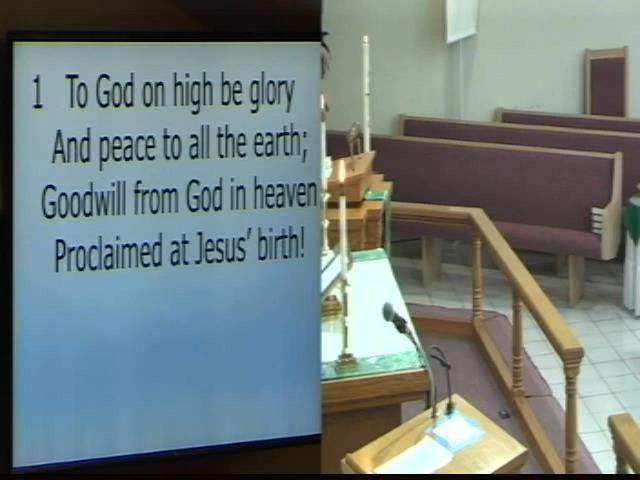 1 To God on high be glory
And peace to all the earth;
Goodwill from God in heaven
Proclaimed at Jesus' birth!